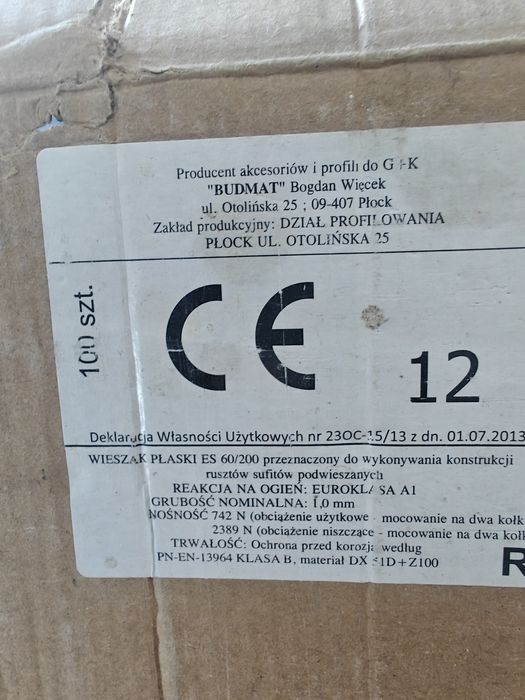 Producent akcesoriów i profili do G-K
"BUDMAT" Bogdan Więcek
ul. Otolińska 25 ; 09-407 Płock
Zakład produkcyjny: DZIAŁ PROFILOWANIA
PŁOCK UL. OTOLIŃSKA 25
100 szt.
CE
12
Deklaracja Własności Użytkowych nr 23OC-15/13 z dn. 01.07.2013
WIESZAK PŁASKI ES 60/200 przeznaczony do wykonywania konstrukcji
rusztów sufitów podwieszanych
REAKCJA NA OGIEŃ: EUROKLASA A1
GRUBOŚĆ NOMINALNA: 1,0 mm
NOŚNOŚĆ 742 N (obciążenie użytkowe - mocowanie na dwa kołk
2389 N (obciążenie niszczące - mocowanie na dwa kołk
TRWAŁOŚĆ: Ochrona przed korozją według
PN-EN-13964 KLASA B, materiał DX 51D+Z100
R